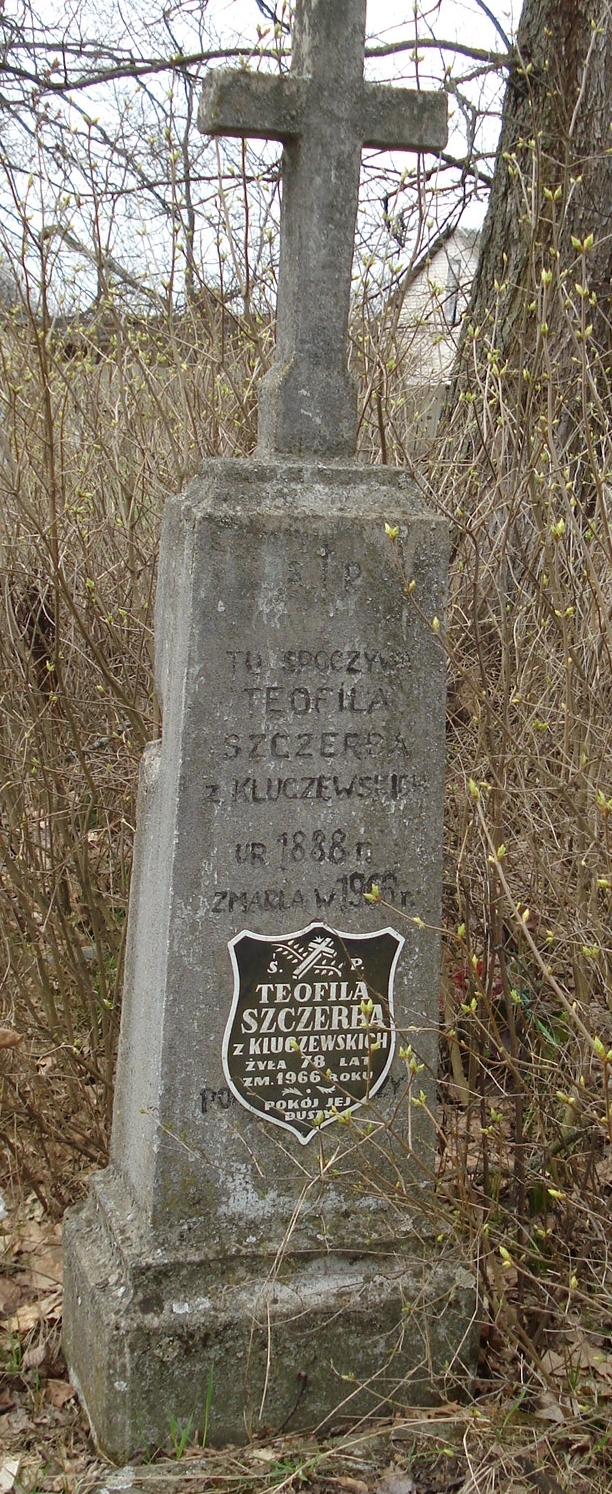 Ś P
TU SPOCZYWA
TEOFILA
SZCZERBA
z KLUCZEWSKICH
UR 1888 r.
ZMARŁA W 1966 r.
Ś. P.
TEOFILA
SZCZERBA
z KLUCZEWSKICH
ŻYŁA 78 LAT
ZM. 1966 ROKU
POKÓJ JEJ
DUSZY